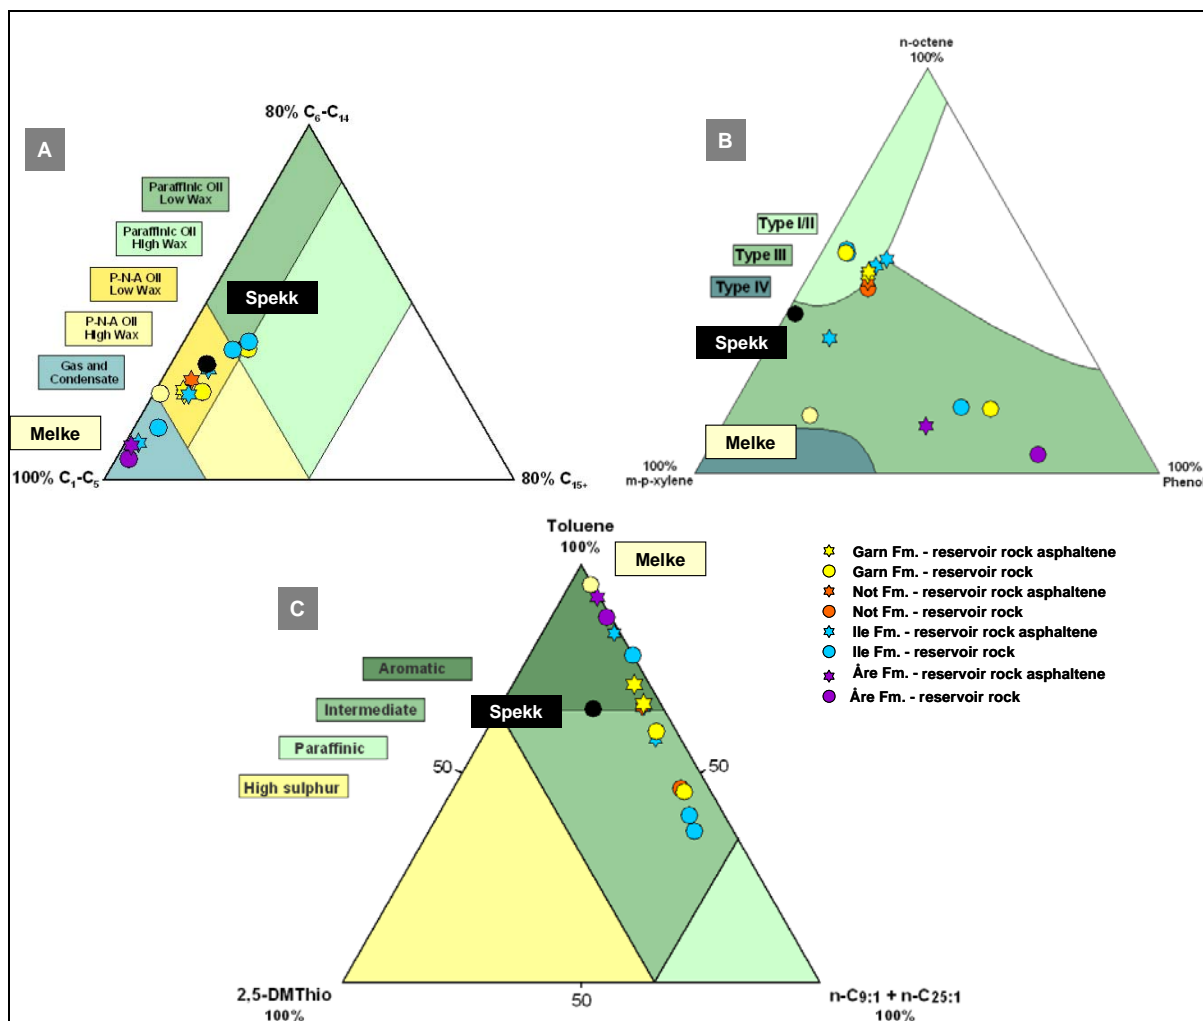 A
80% C₆-C₁₄
Paraffinic Oil
Low Wax
Paraffinic Oil
High Wax
P-N-A Oil
Low Wax
P-N-A Oil
High Wax
Gas and
Condensate
Spekk
Melke
100% C₁-C₅
80% C₁₅₊
B
n-octene
100%
Type I/II
Type III
Type IV
Spekk
Melke
100%
m-p-xylene
100%
Phenol
C
Toluene
100%
Melke
Aromatic
Intermediate
Paraffinic
High sulphur
Spekk
50
50
2,5-DMThio
100%
50
n-C₉:₁ + n-C₂₅:₁
100%
Garn Fm. - reservoir rock asphaltene
Garn Fm. - reservoir rock
Not Fm. - reservoir rock asphaltene
Not Fm. - reservoir rock
Ile Fm. - reservoir rock asphaltene
Ile Fm. - reservoir rock
Åre Fm. - reservoir rock asphaltene
Åre Fm. - reservoir rock